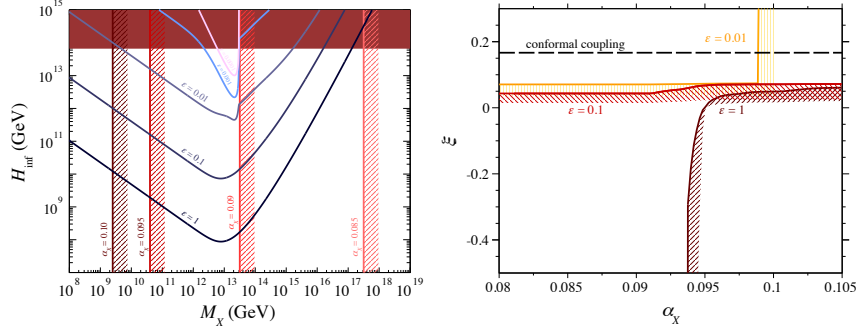 10^15
10^13
10^11
10^9
H_inf (GeV)
ε = 0.01
ε = 0.1
ε = 1
0.001
α_X = 0.10
α_X = 0.095
α_X = 0.09
α_X = 0.085
10^8 10^9 10^10 10^11 10^12 10^13 10^14 10^15 10^16 10^17 10^18 10^19
M_X (GeV)
0.2
0
-0.2
-0.4
ξ
ε = 0.01
conformal coupling
ε = 0.1
ε = 1
0.08 0.085 0.09 0.095 0.1 0.105
α_X